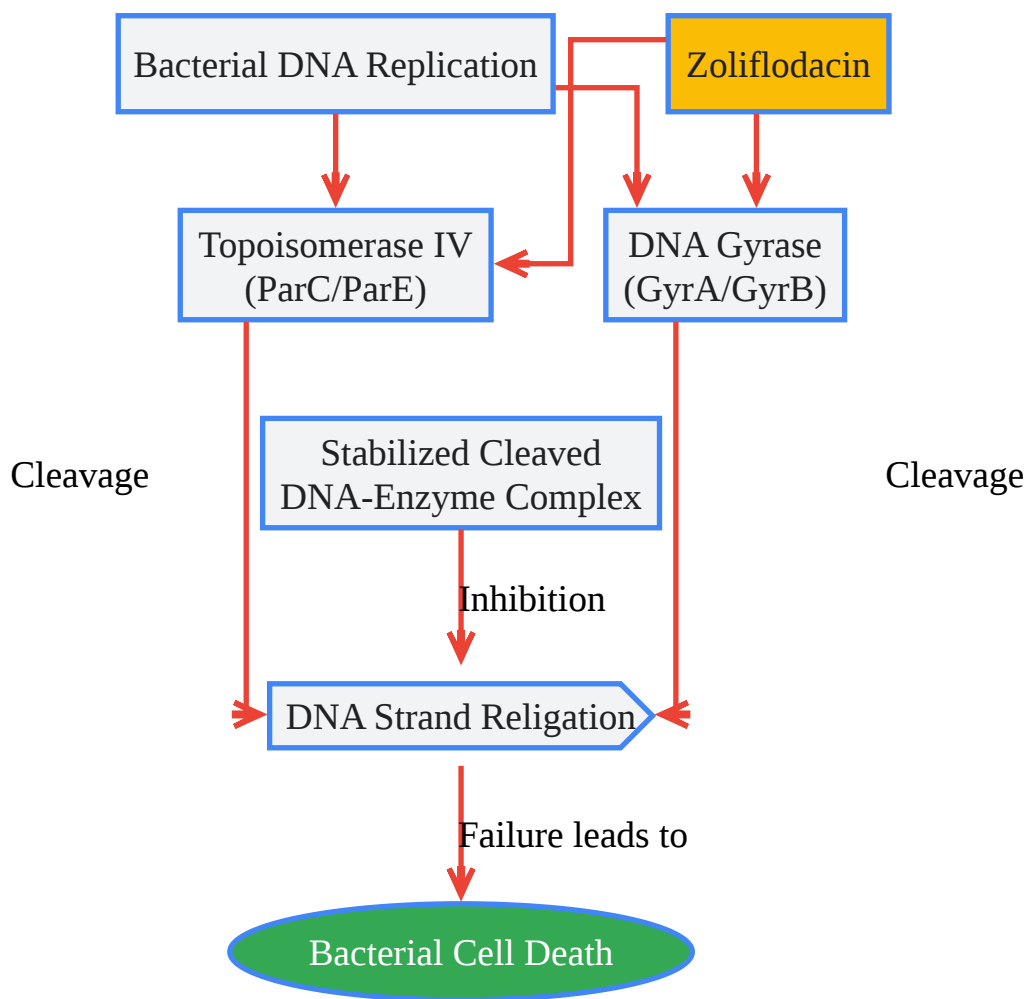 Bacterial DNA Replication
Zoliflodacin
Topoisomerase IV
(ParC/ParE)
DNA Gyrase
(GyrA/GyrB)
Cleavage
Stabilized Cleaved
DNA-Enzyme Complex
Cleavage
Inhibition
DNA Strand Religation
Failure leads to
Bacterial Cell Death